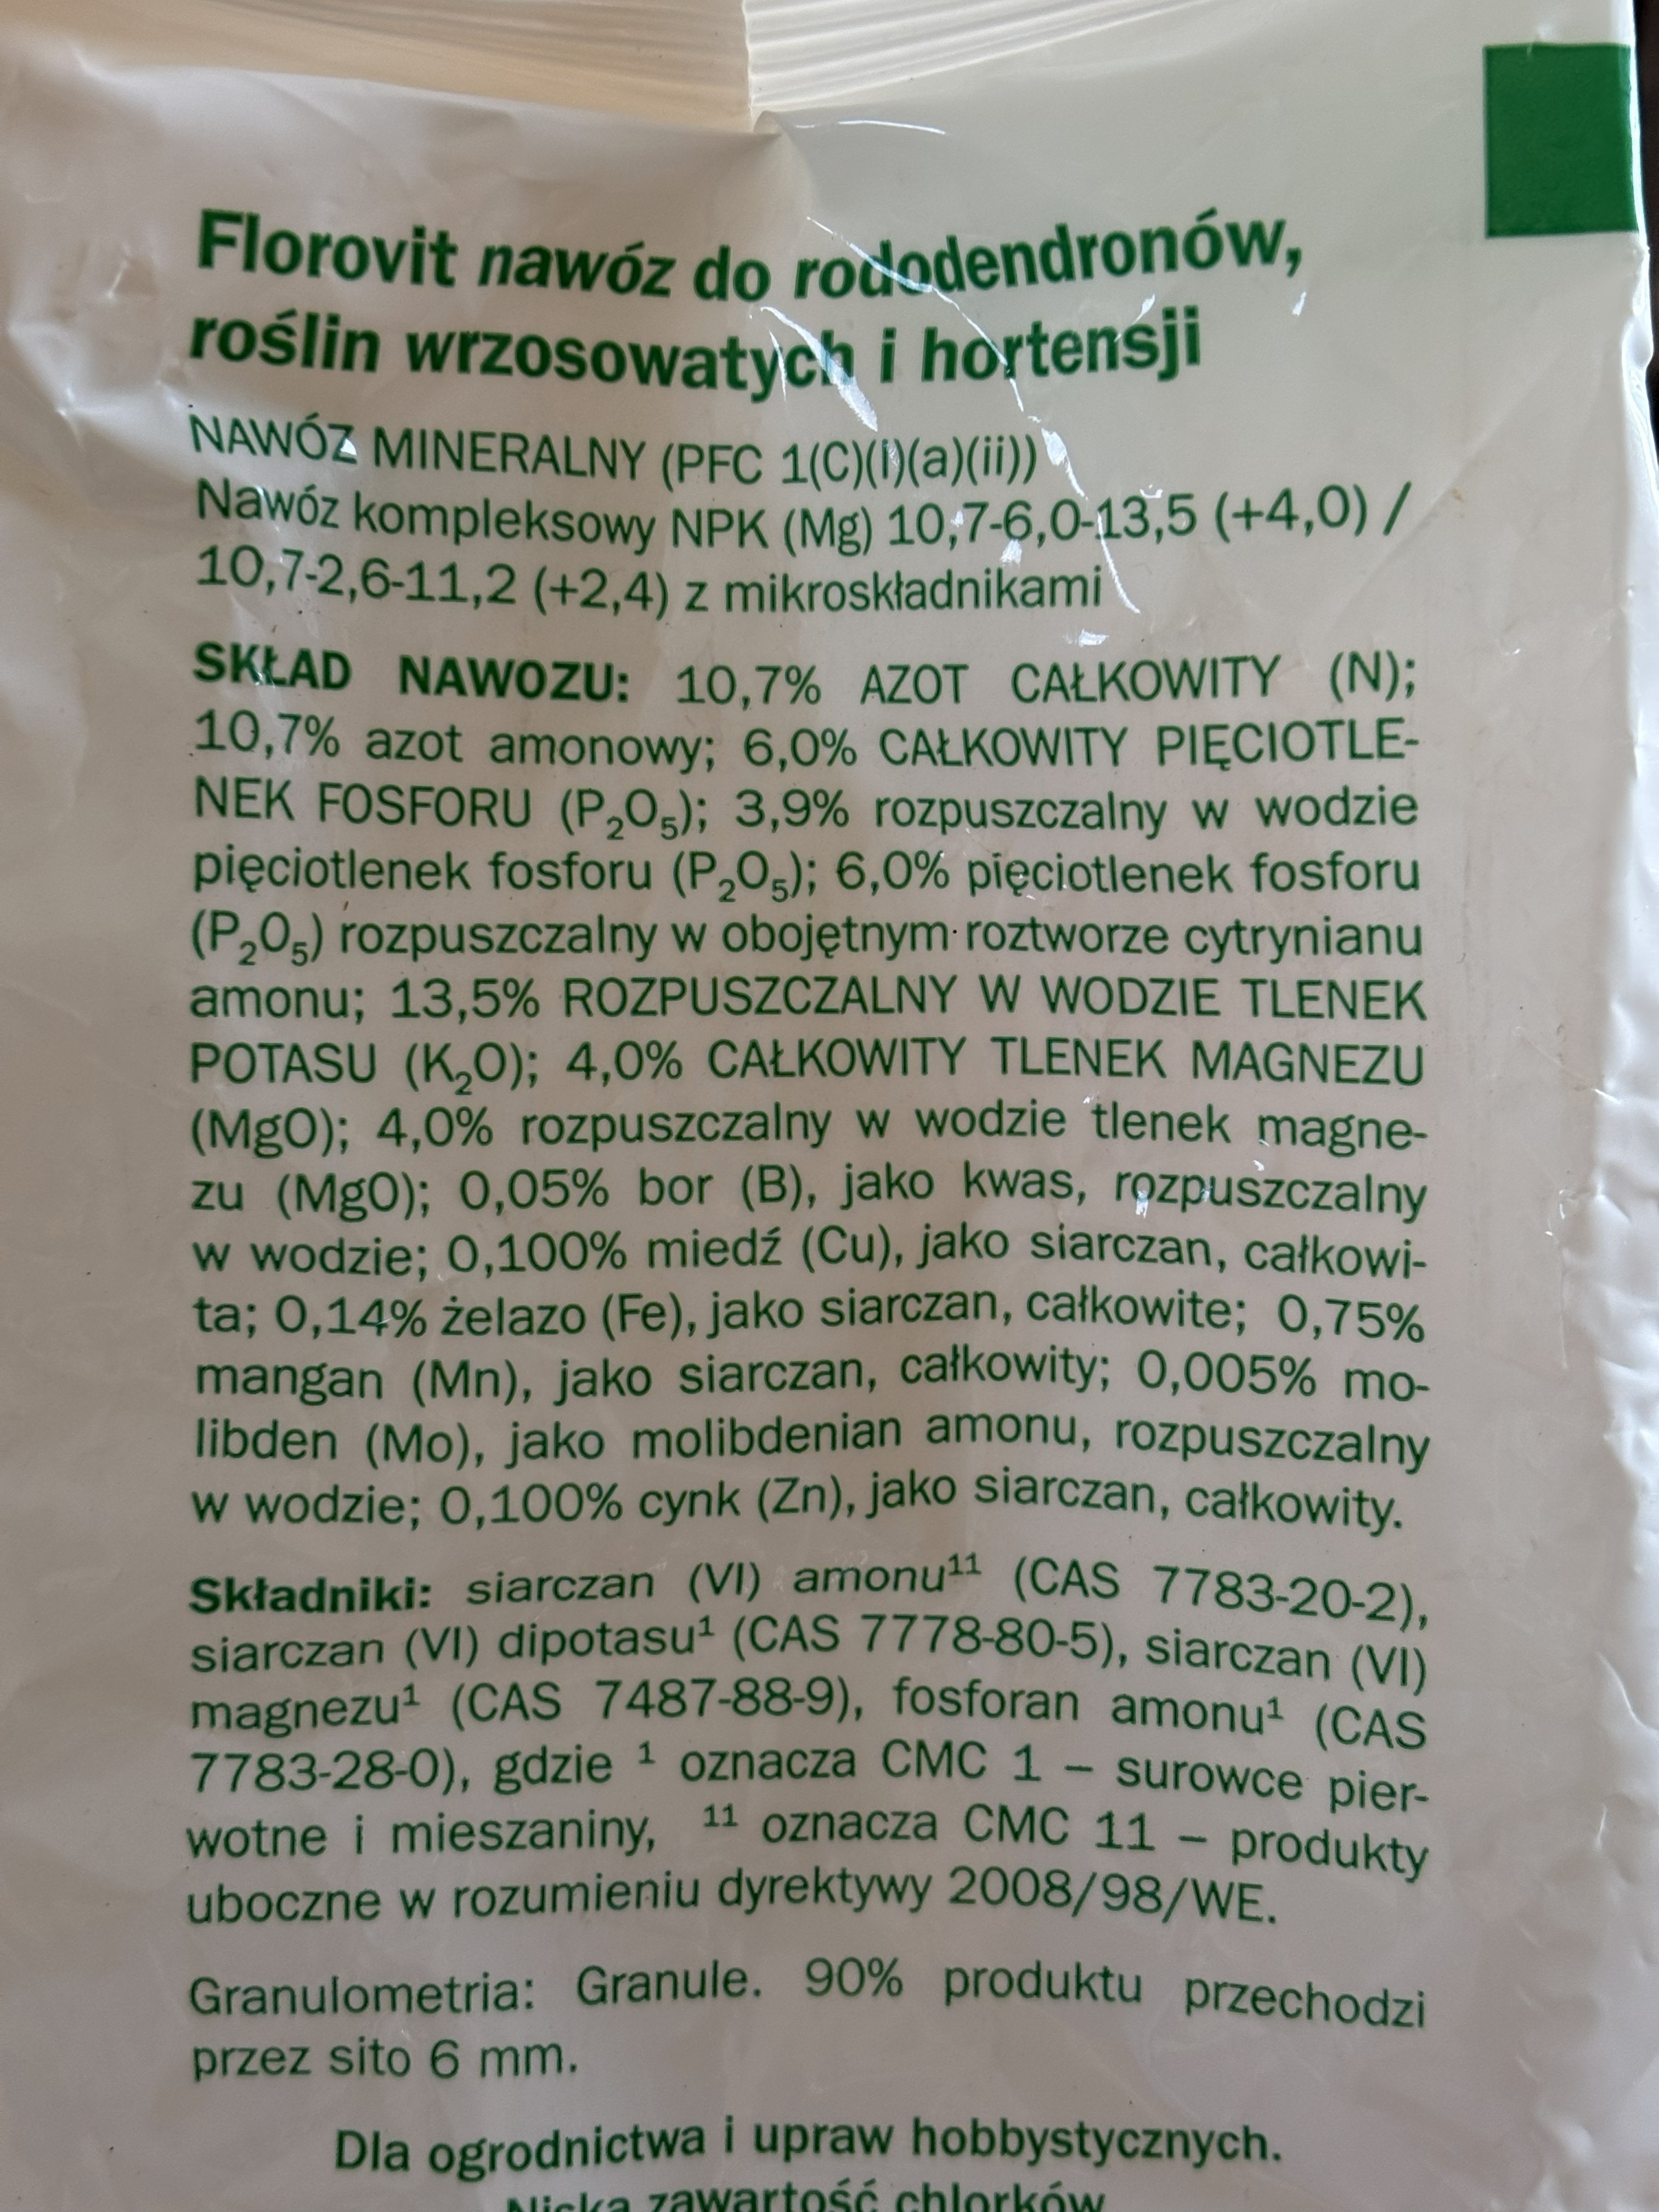 Florovit nawóz do rododendronów,
roślin wrzosowatych i hortensji
NAWÓZ MINERALNY (PFC 1(C)(I)(a)(ii))
Nawóz kompleksowy NPK (Mg) 10,7-6,0-13,5 (+4,0) /
10,7-2,6-11,2 (+2,4) z mikroskładnikami
SKŁAD NAWOZU: 10,7% AZOT CAŁKOWITY (N);
10,7% azot amonowy; 6,0% CAŁKOWITY PIĘCIOTLE-
NEK FOSFORU (P₂O₅); 3,9% rozpuszczalny w wodzie
pięciotlenek fosforu (P₂O₅); 6,0% pięciotlenek fosforu
(P₂O₅) rozpuszczalny w obojętnym roztworze cytrynianu
amonu; 13,5% ROZPUSZCZALNY W WODZIE TLENEK
POTASU (K₂O); 4,0% CAŁKOWITY TLENEK MAGNEZU
(MgO); 4,0% rozpuszczalny w wodzie tlenek magne-
zu (MgO); 0,05% bor (B), jako kwas, rozpuszczalny
w wodzie; 0,100% miedź (Cu), jako siarczan, całkowi-
ta; 0,14% żelazo (Fe), jako siarczan, całkowite; 0,75%
mangan (Mn), jako siarczan, całkowity; 0,005% mo-
libden (Mo), jako molibdenian amonu, rozpuszczalny
w wodzie; 0,100% cynk (Zn), jako siarczan, całkowity.
Składniki: siarczan (VI) amonu¹¹ (CAS 7783-20-2),
siarczan (VI) dipotasu¹ (CAS 7778-80-5), siarczan (VI)
magnezu¹ (CAS 7487-88-9), fosforan amonu¹ (CAS
7783-28-0), gdzie ¹ oznacza CMC 1 – surowce pier-
wotne i mieszaniny, ¹¹ oznacza CMC 11 – produkty
uboczne w rozumieniu dyrektywy 2008/98/WE.
Granulometria: Granule. 90% produktu przechodzi
przez sito 6 mm.
Dla ogrodnictwa i upraw hobbystycznych.
Niska zawartość chlorków